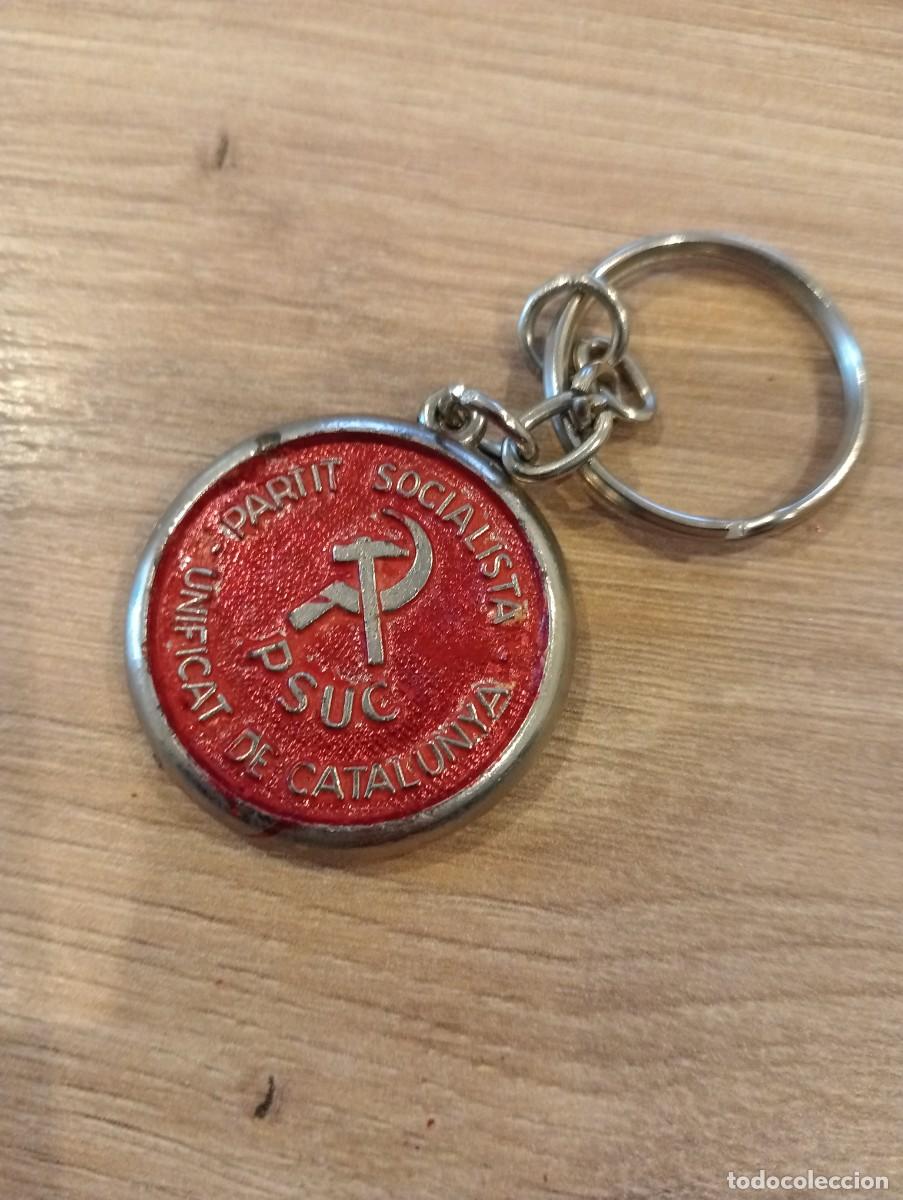 PARTIT SOCIALISTA
UNIFICAT DE CATALUNYA
PSUC
todocoleccion